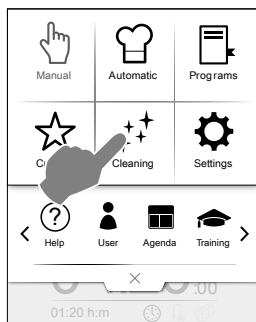 Manual Automatic Programs
Cleaning Settings
Help User Agenda Training
:00
01:20 h:m